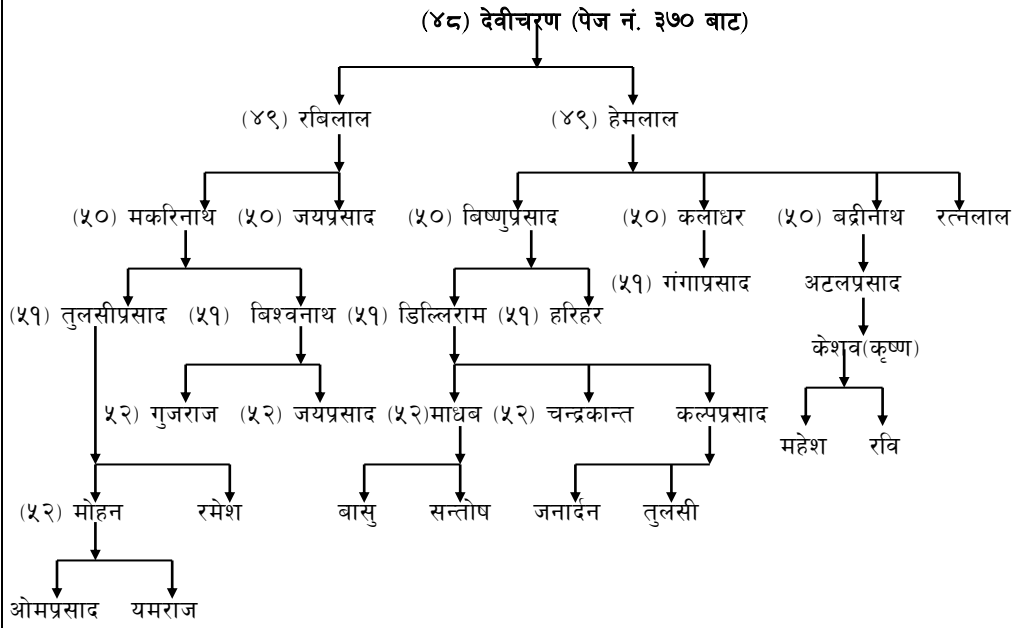 (४८) देवीचरण (पेज नं. ३७० बाट)
(४९) रबिलाल (४९) हेमलाल
(५०) मकरिनाथ (५०) जयप्रसाद (५०) बिष्णुप्रसाद (५०) कलाधर (५०) बद्रीनाथ रत्नलाल
(५१) गंगाप्रसाद अटलप्रसाद
(५१) तुलसीप्रसाद (५१) बिश्वनाथ (५१) डिल्लिराम (५१) हरिहर
केशव(कृष्ण)
५२) गुजराज (५२) जयप्रसाद (५२)माधब (५२) चन्द्रकान्त कल्पप्रसाद
महेश रवि
(५२) मोहन रमेश बासु सन्तोष जनार्दन तुलसी
ओमप्रसाद यमराज